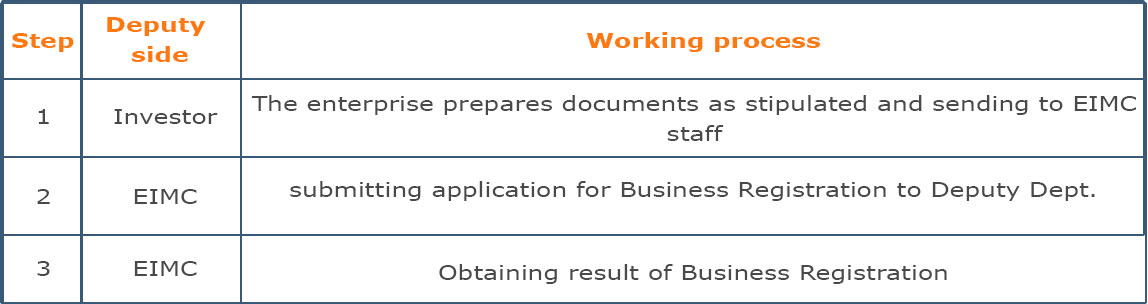 Step
Deputy
side
Working process
1
Investor
The enterprise prepares documents as stipulated and sending to EIMC
staff
2
EIMC
submitting application for Business Registration to Deputy Dept.
3
EIMC
Obtaining result of Business Registration